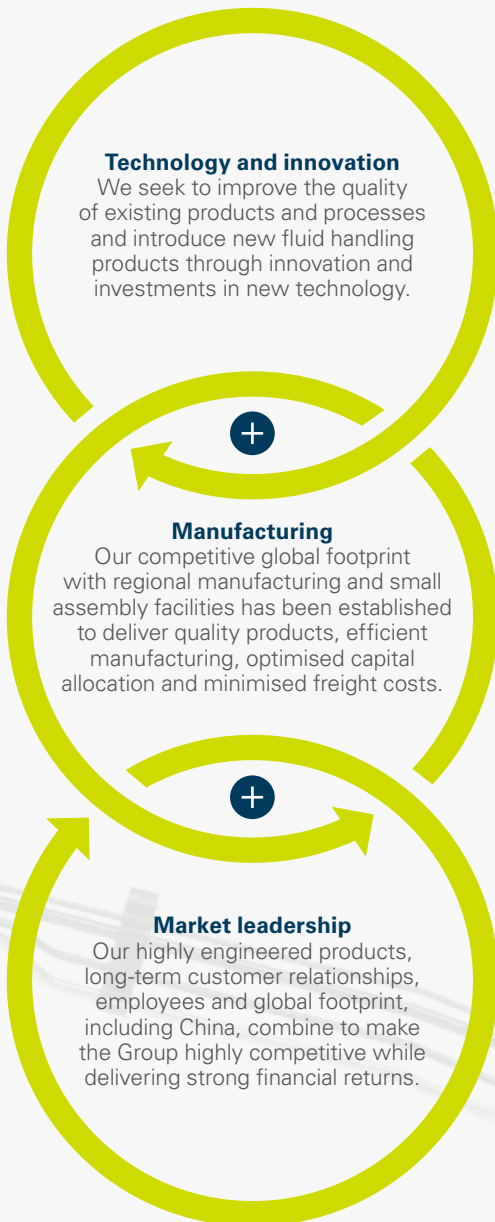 Technology and innovation
We seek to improve the quality
of existing products and processes
and introduce new fluid handling
products through innovation and
investments in new technology.
+
Manufacturing
Our competitive global footprint
with regional manufacturing and small
assembly facilities has been established
to deliver quality products, efficient
manufacturing, optimised capital
allocation and minimised freight costs.
+
Market leadership
Our highly engineered products,
long-term customer relationships,
employees and global footprint,
including China, combine to make
the Group highly competitive while
delivering strong financial returns.